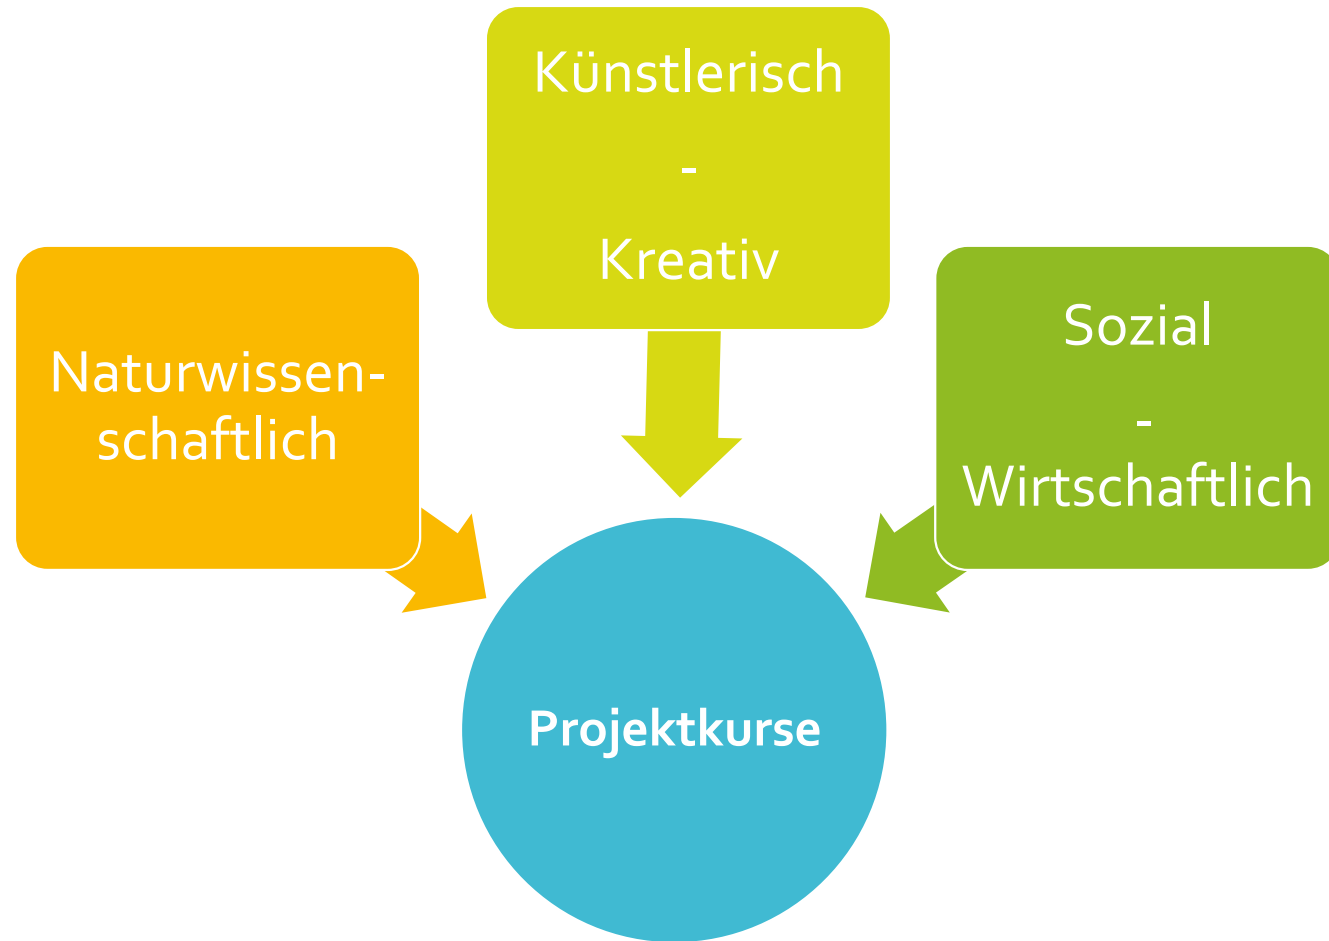 Künstlerisch
-
Kreativ
Naturwissen-
schaftlich
Sozial
-
Wirtschaftlich
Projektkurse